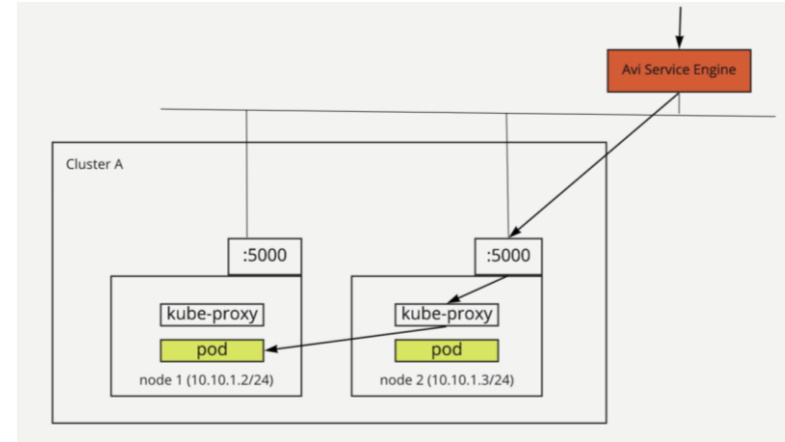 Avi Service Engine
Cluster A
:5000
:5000
kube-proxy
kube-proxy
pod
pod
node 1 (10.10.1.2/24)
node 2 (10.10.1.3/24)